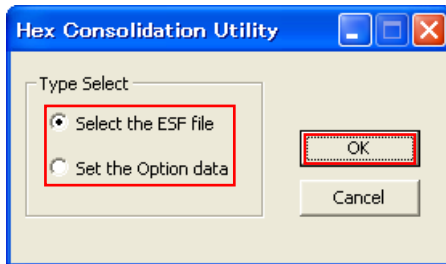 Hex Consolidation Utility
Type Select
Select the ESF file
OK
Set the Option data
Cancel